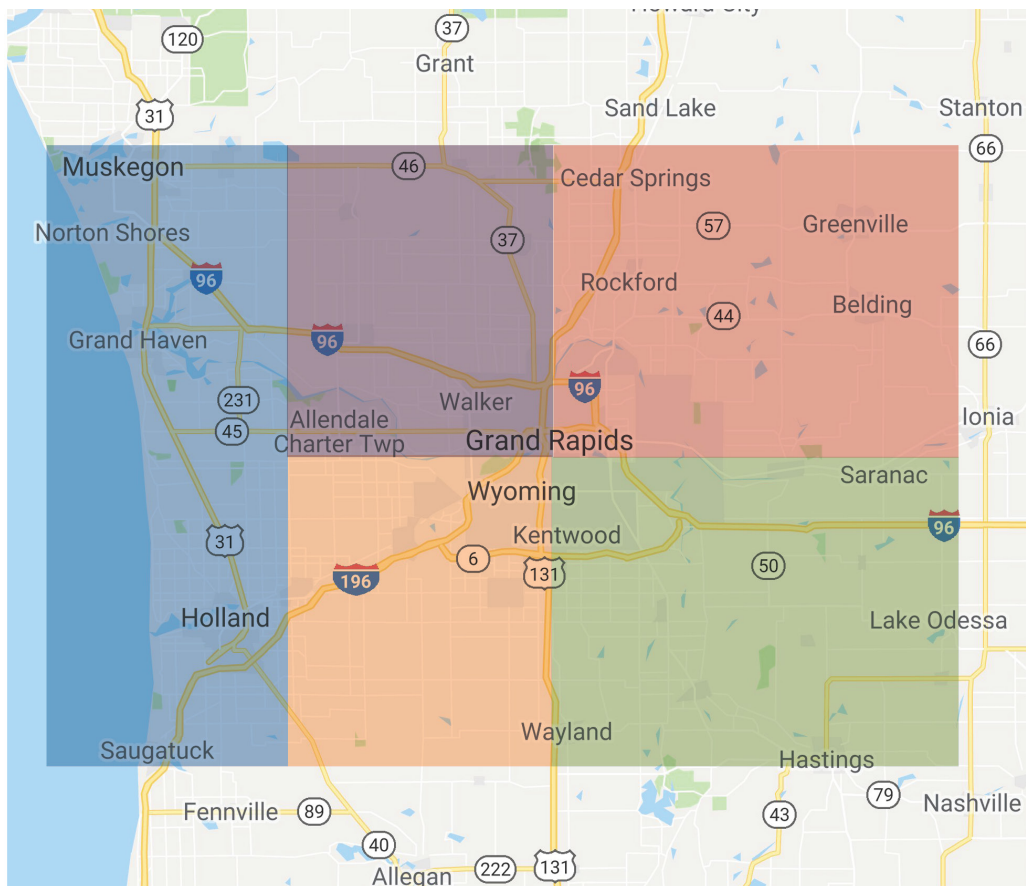 Howard City
120
37
Grant
31
Sand Lake
Stanton
66
Muskegon
46
Cedar Springs
Norton Shores
37
57
Greenville
96
Rockford
Belding
44
Grand Haven
96
66
96
231
Walker
Allendale
Charter Twp
45
Grand Rapids
Ionia
Saranac
Wyoming
31
Kentwood
96
6
50
131
196
Holland
Lake Odessa
Wayland
Saugatuck
Hastings
79
Nashville
Fennville
89
43
40
222
131
Allegan